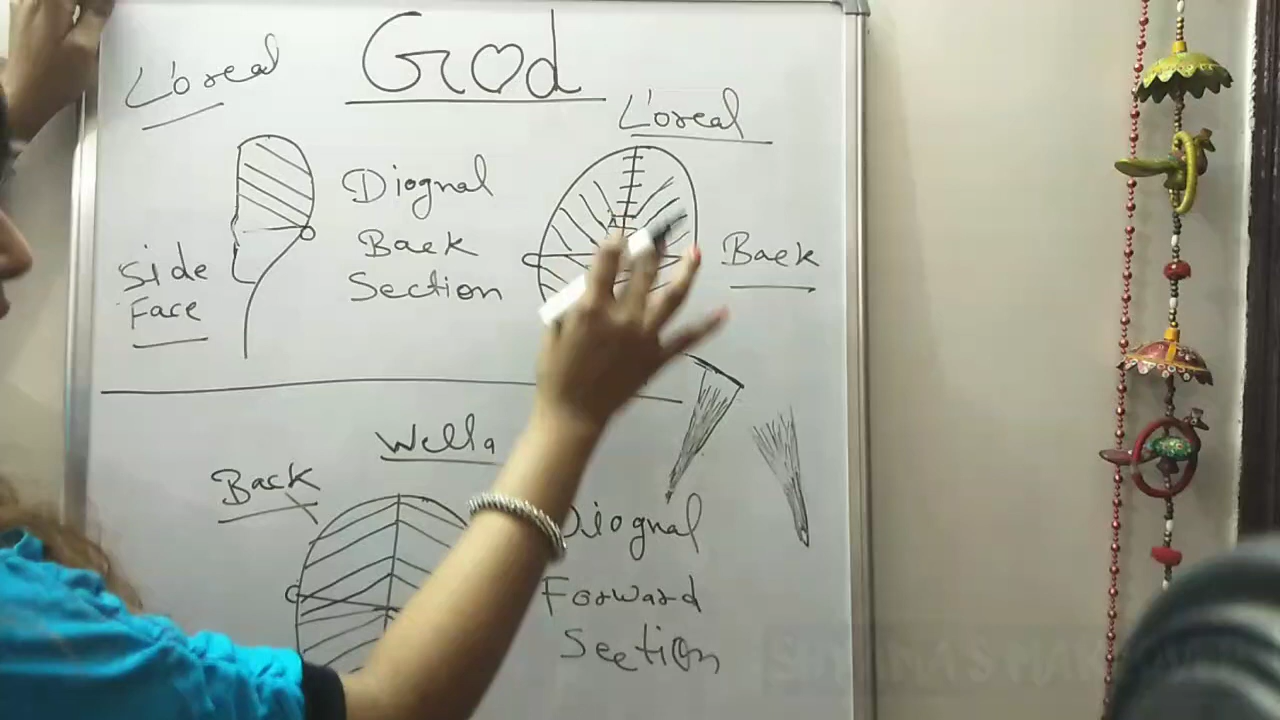 God
L'oreal
L'oreal
Diognal
Back
Section
Side
Face
Back
Wella
Back
Diognal
Forward
Section